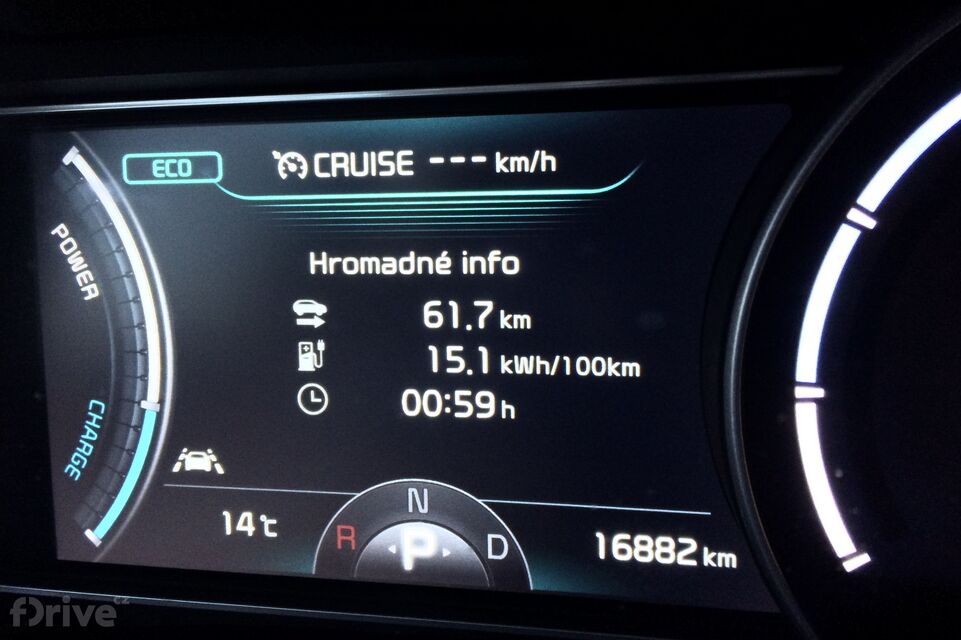 ECO CRUISE --- km/h
POWER
Hromadné info
61.7 km
15.1 kWh/100km
00:59 h
CHARGE
N
14°C R P D 16882 km
fDrive.cz